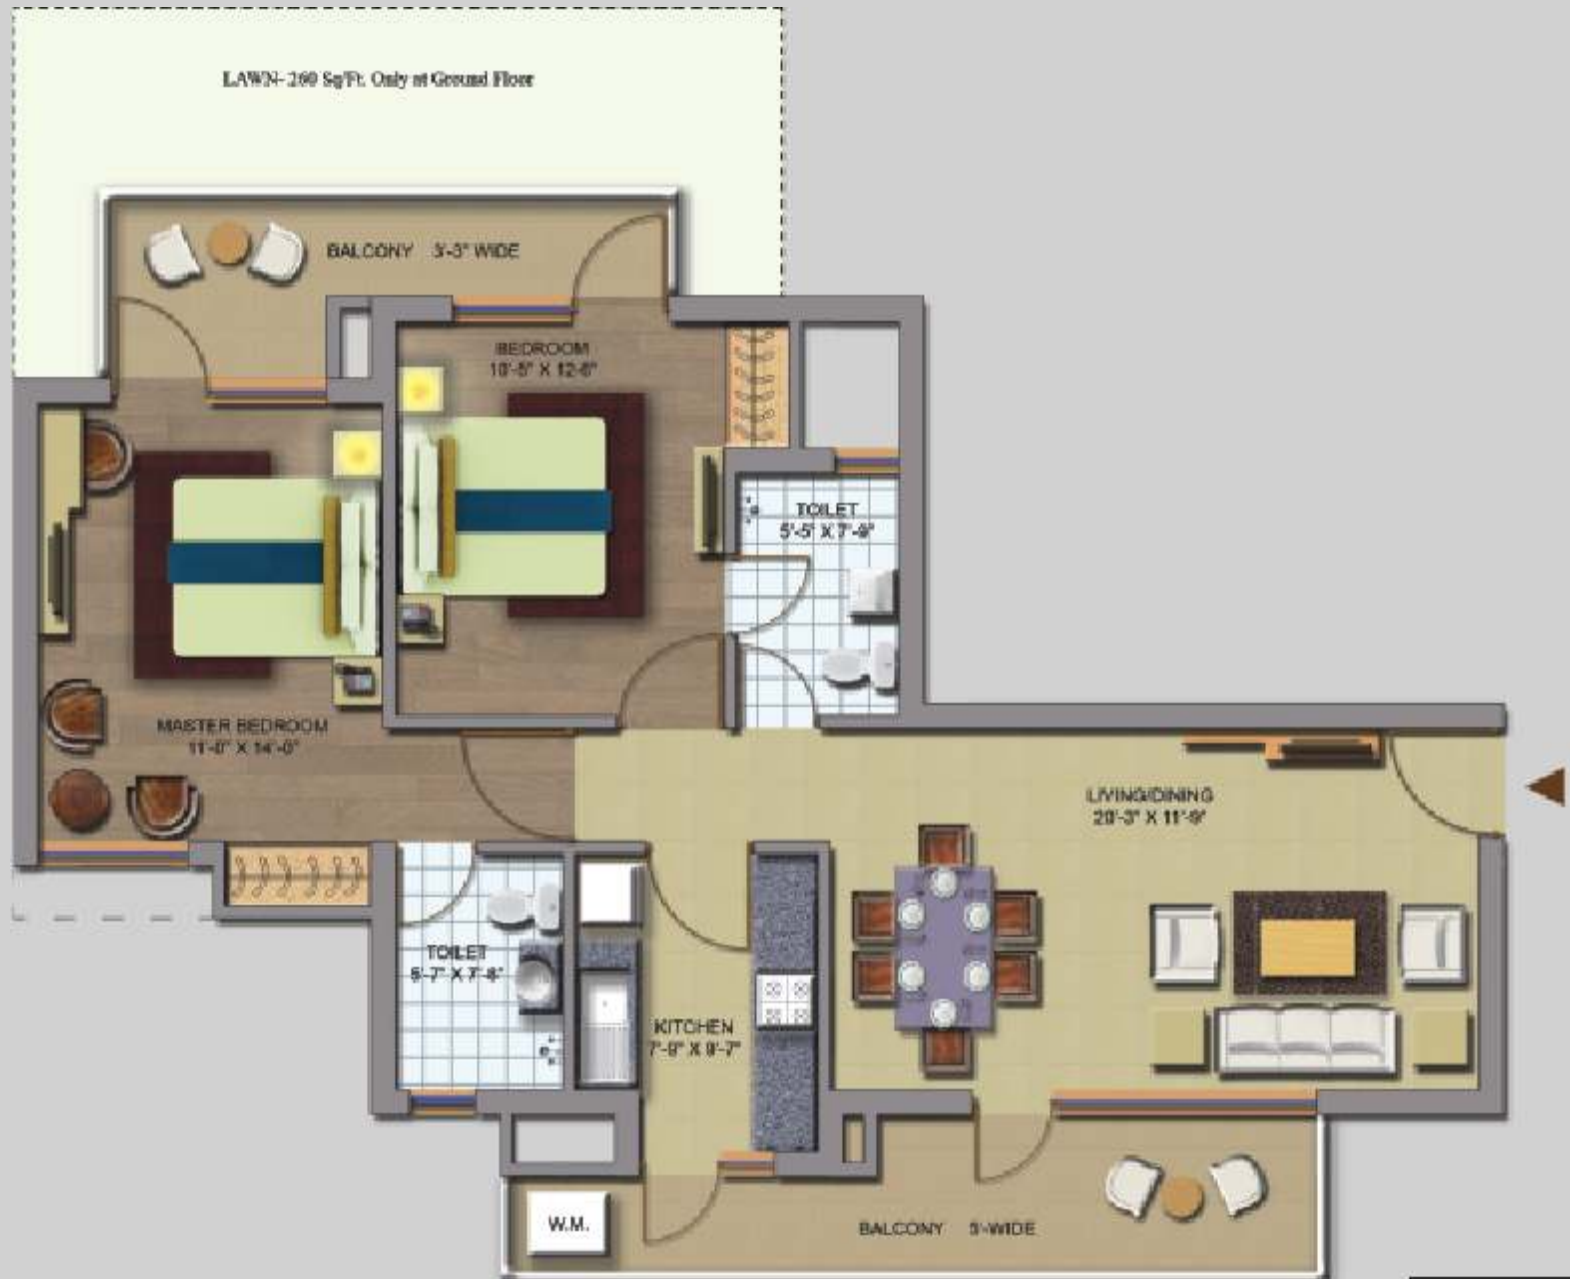 LAWN- 260 Sq/Ft. Only at Ground Floor
BALCONY 3'-3" WIDE
BEDROOM
10'-5" X 12'-6"
TOILET
5'-5" X 7'-9"
MASTER BEDROOM
11'-0" X 14'-0"
LIVING/DINING
20'-3" X 11'-9"
TOILET
5'-7" X 7'-8"
KITCHEN
7'-9" X 9'-7"
W.M.
BALCONY 5'-WIDE